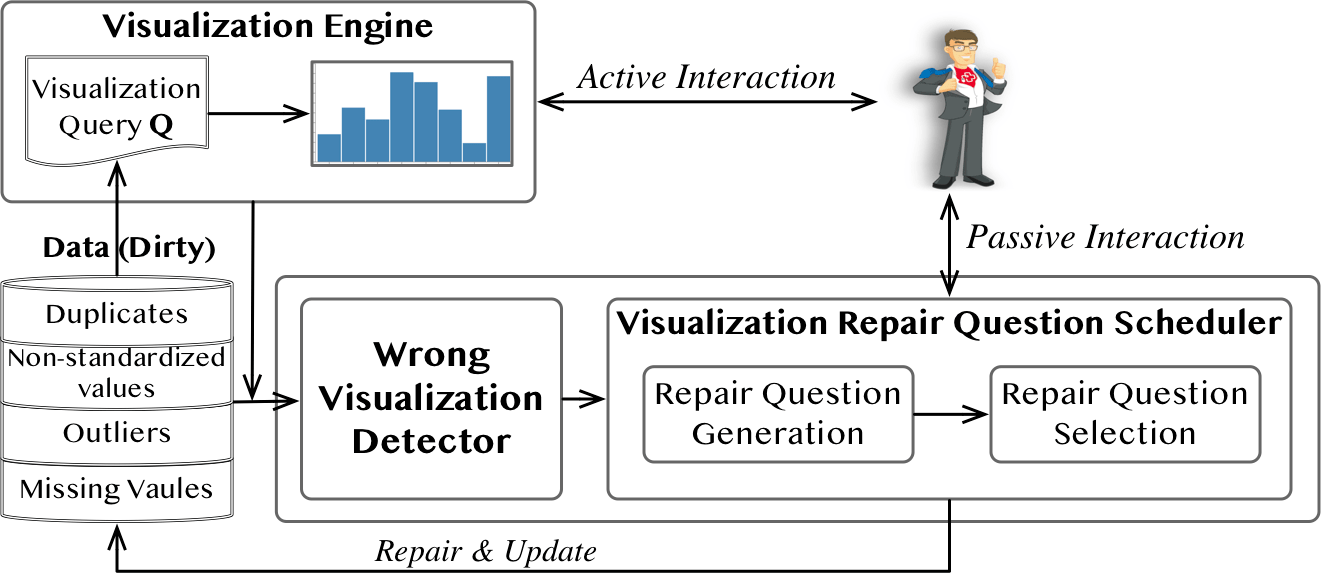 Visualization Engine
Visualization
Query Q
Active Interaction
Passive Interaction
Data (Dirty)
Duplicates
Non-standardized
values
Outliers
Missing Vaules
Wrong
Visualization
Detector
Visualization Repair Question Scheduler
Repair Question
Generation
Repair Question
Selection
Repair & Update